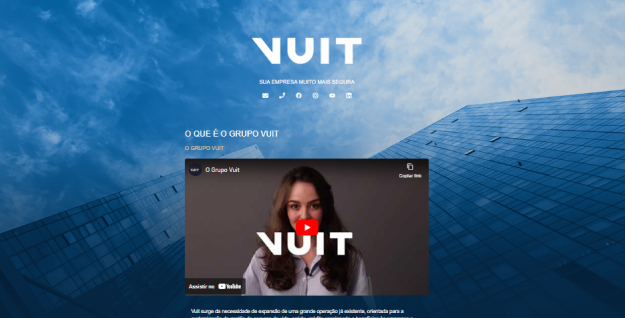 VUIT
SUA EMPRESA MUITO MAIS SEGURA
O QUE É O GRUPO VUIT
O GRUPO VUIT
VUIT
O Grupo Vuit
Copiar link
VUIT
Assistir no YouTube
Vuit surge da necessidade de expansão de uma grande operação já existente, orientada para a